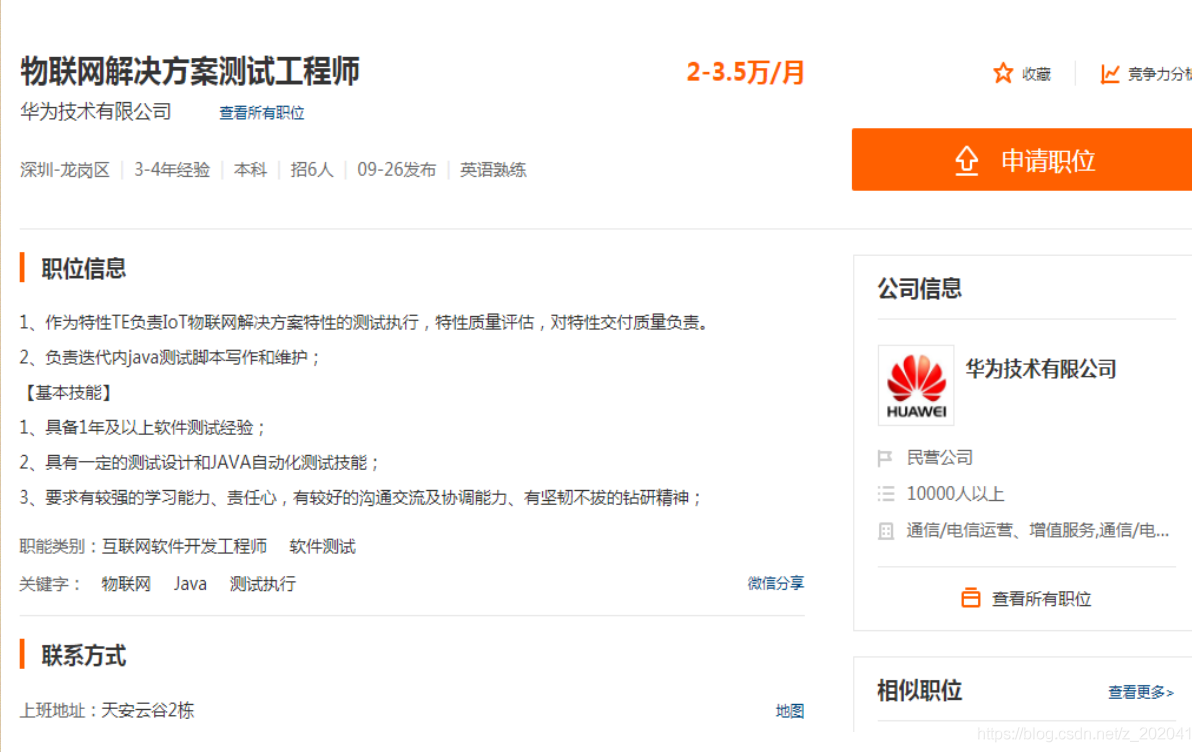 物联网解决方案测试工程师
2-3.5万/月
收藏
竞争力分析
华为技术有限公司
查看所有职位
申请职位
深圳-龙岗区 | 3-4年经验 | 本科 | 招6人 | 09-26发布 | 英语熟练
职位信息
1、作为特性TE负责IoT物联网解决方案特性的测试执行，特性质量评估，对特性交付质量负责。
2、负责迭代内java测试脚本写作和维护；
【基本技能】
1、具备1年及以上软件测试经验；
2、具有一定的测试设计和JAVA自动化测试技能；
3、要求有较强的学习能力、责任心，有较好的沟通交流及协调能力、有坚韧不拔的钻研精神；
职能类别：互联网软件开发工程师 软件测试
关键字： 物联网 Java 测试执行
微信分享
联系方式
上班地址：天安云谷2栋
地图
公司信息
HUAWEI
华为技术有限公司
民营公司
10000人以上
通信/电信运营、增值服务,通信/电...
查看所有职位
相似职位
查看更多>
https://blog.csdn.net/z_202041